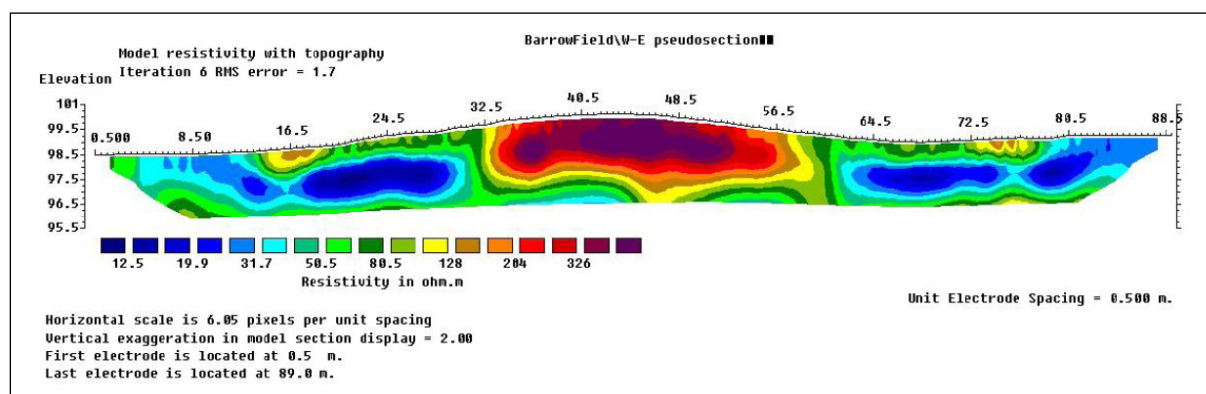 BarrowField\W-E pseudosection
Model resistivity with topography
Iteration 6 RMS error = 1.7
Elevation
101
99.5
98.5
97.5
96.5
95.5
0.500 8.50 16.5 24.5 32.5 40.5 48.5 56.5 64.5 72.5 80.5 88.5
12.5 19.9 31.7 50.5 80.5 128 204 326
Resistivity in ohm.m
Unit Electrode Spacing = 0.500 m.
Horizontal scale is 6.05 pixels per unit spacing
Vertical exaggeration in model section display = 2.00
First electrode is located at 0.5 m.
Last electrode is located at 89.0 m.